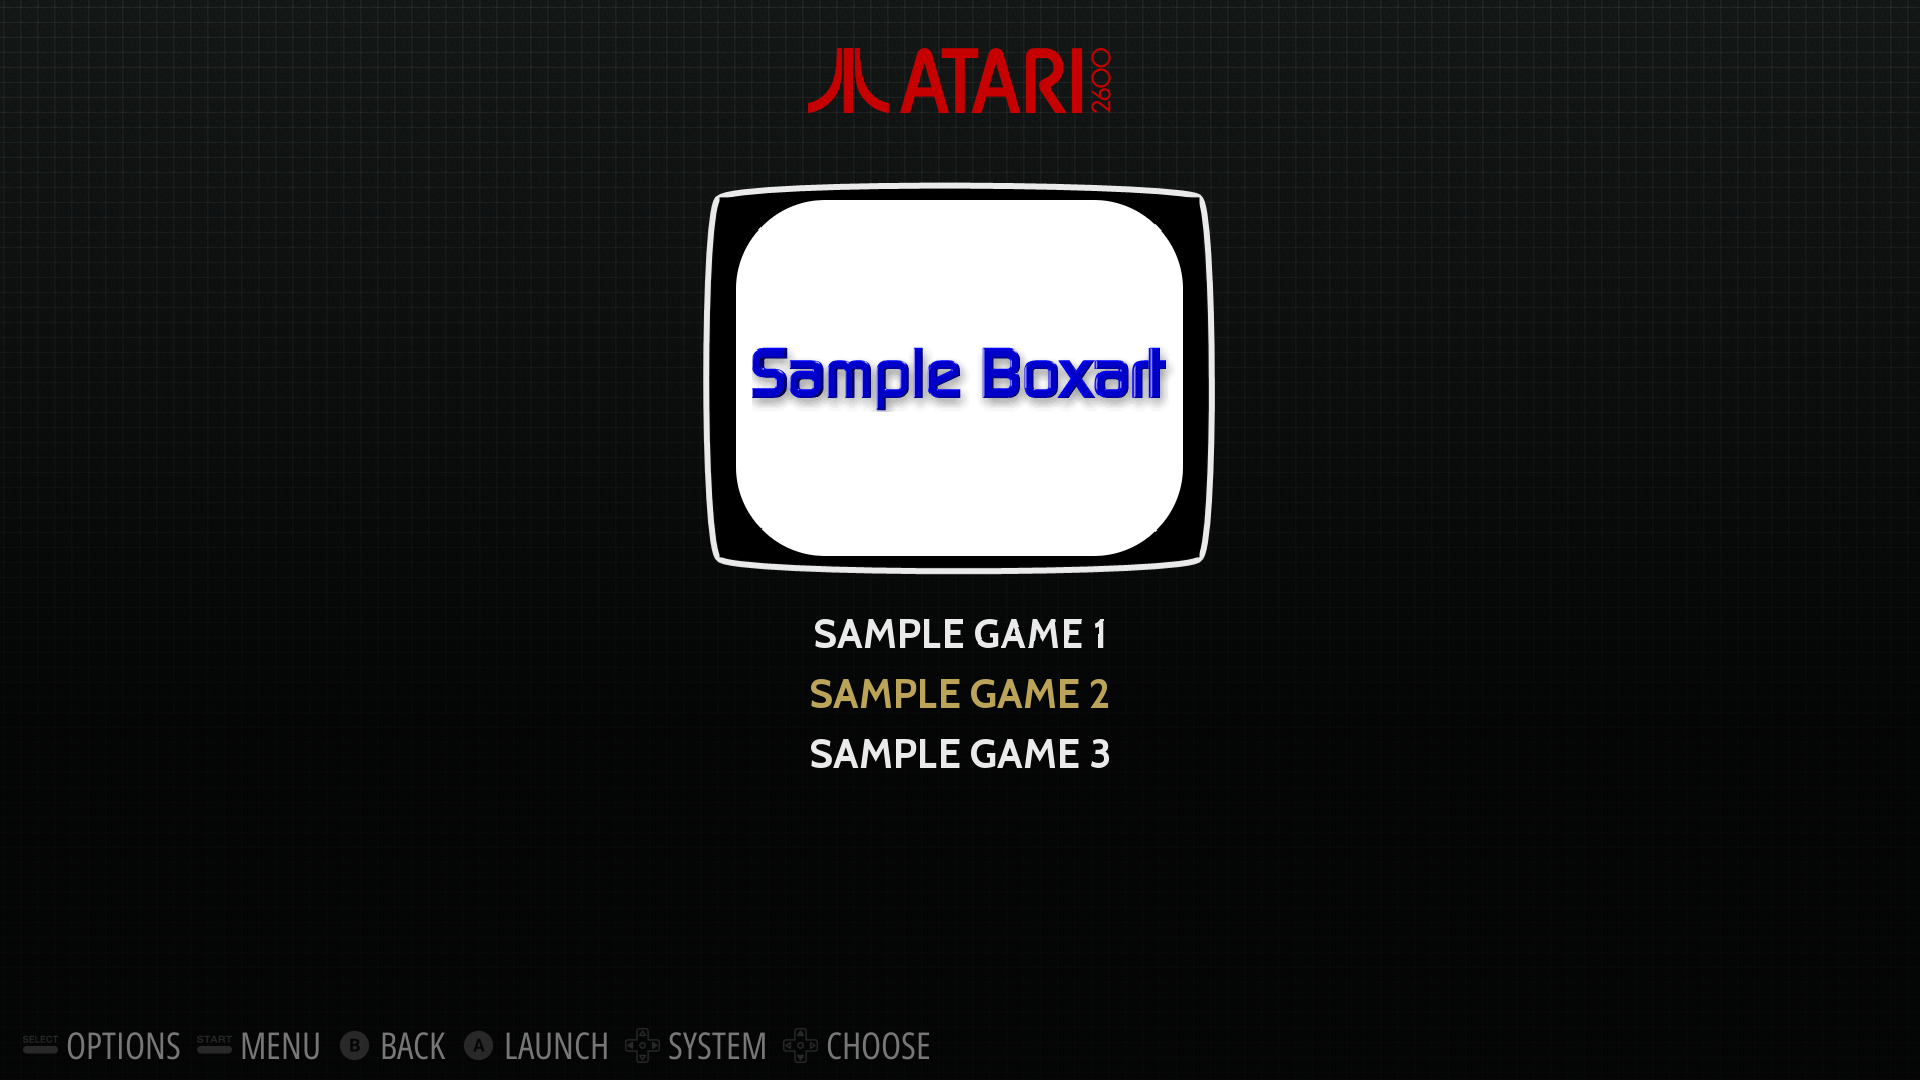 ATARI 2600
Sample Boxart
SAMPLE GAME 1
SAMPLE GAME 2
SAMPLE GAME 3
SELECT OPTIONS START MENU B BACK A LAUNCH SYSTEM CHOOSE